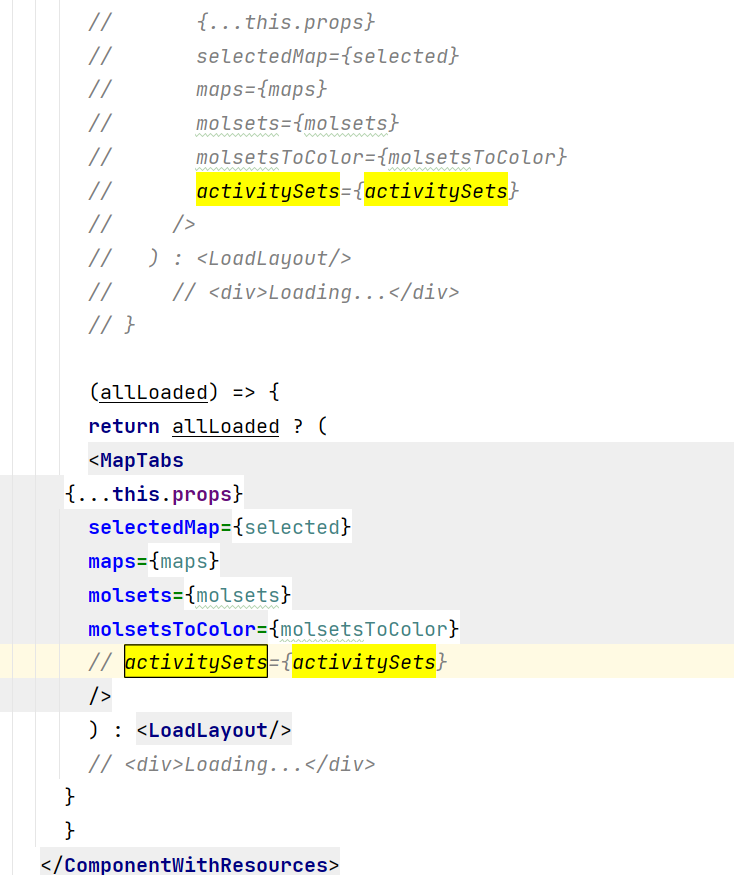 //       {...this.props}
//       selectedMap={selected}
//       maps={maps}
//       molsets={molsets}
//       molsetsToColor={molsetsToColor}
//       activitySets={activitySets}
//     />
//   ) : <LoadLayout/>
//     // <div>Loading...</div>
// }
(allLoaded) => {
return allLoaded ? (
<MapTabs
{...this.props}
selectedMap={selected}
maps={maps}
molsets={molsets}
molsetsToColor={molsetsToColor}
// activitySets={activitySets}
/>
) : <LoadLayout/>
// <div>Loading...</div>
}
}
</ComponentWithResources>